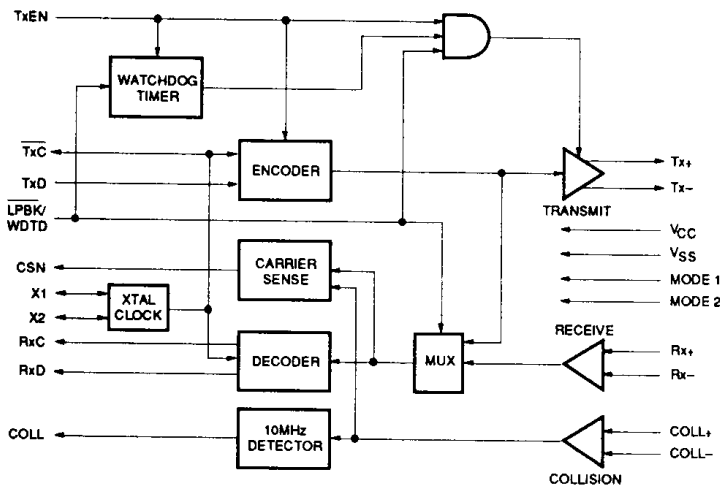 TxEN
WATCHDOG
TIMER
TxC
ENCODER
TxD
Tx+
Tx−
TRANSMIT
LPBK/
WDTD
VCC
VSS
MODE 1
MODE 2
CSN
CARRIER
SENSE
X1
X2
XTAL
CLOCK
RxC
RxD
DECODER
MUX
RECEIVE
Rx+
Rx−
COLL
10MHz
DETECTOR
COLL+
COLL−
COLLISION